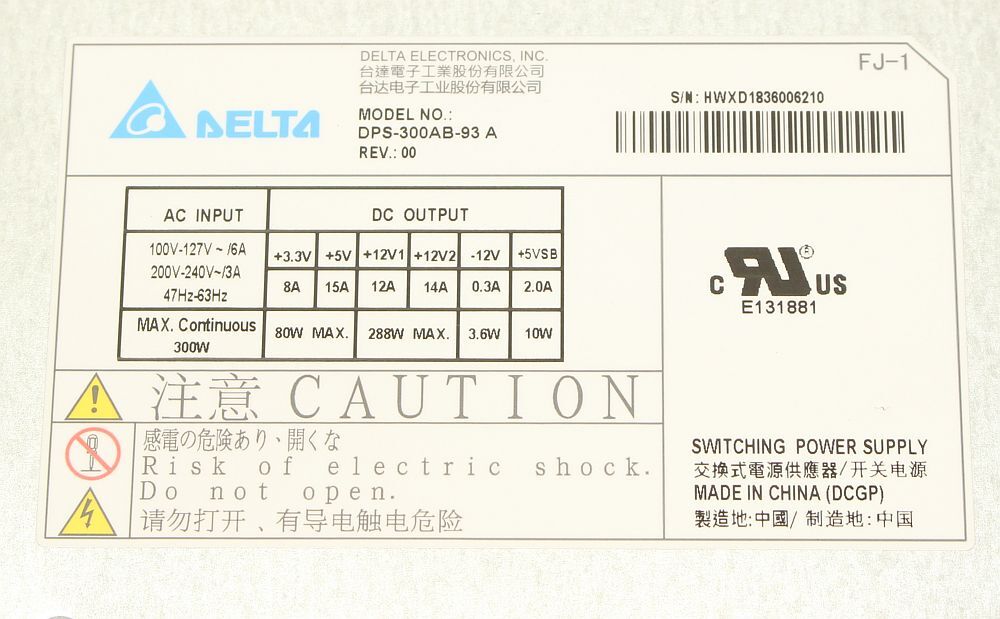 DELTA ELECTRONICS, INC.
台達電子工業股份有限公司
台达电子工业股份有限公司
FJ-1
DELTA
MODEL NO.:
DPS-300AB-93 A
REV.: 00
S/N: HWXD1836006210
AC INPUT DC OUTPUT
100V-127V ~ /6A
200V-240V~/3A
47Hz-63Hz
+3.3V +5V +12V1 +12V2 -12V +5VSB
8A 15A 12A 14A 0.3A 2.0A
MAX. Continuous
300W
80W MAX. 288W MAX. 3.6W 10W
C RU ® US
E131881
注意 CAUTION
感電の危険あり、開くな
Risk of electric shock.
Do not open.
请勿打开、有导电触电危险
SWITCHING POWER SUPPLY
交換式電源供應器/开关电源
MADE IN CHINA (DCGP)
製造地:中國/ 制造地:中国